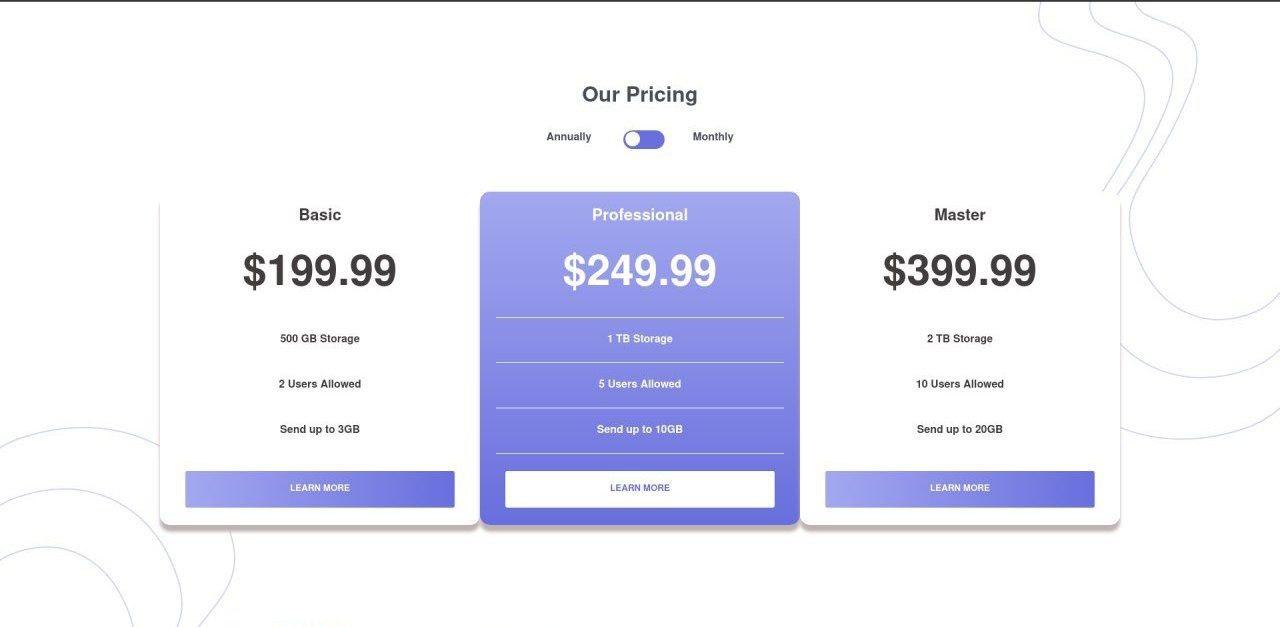 Our Pricing
Annually
Monthly
Basic
$199.99
500 GB Storage
2 Users Allowed
Send up to 3GB
LEARN MORE
Professional
$249.99
1 TB Storage
5 Users Allowed
Send up to 10GB
LEARN MORE
Master
$399.99
2 TB Storage
10 Users Allowed
Send up to 20GB
LEARN MORE